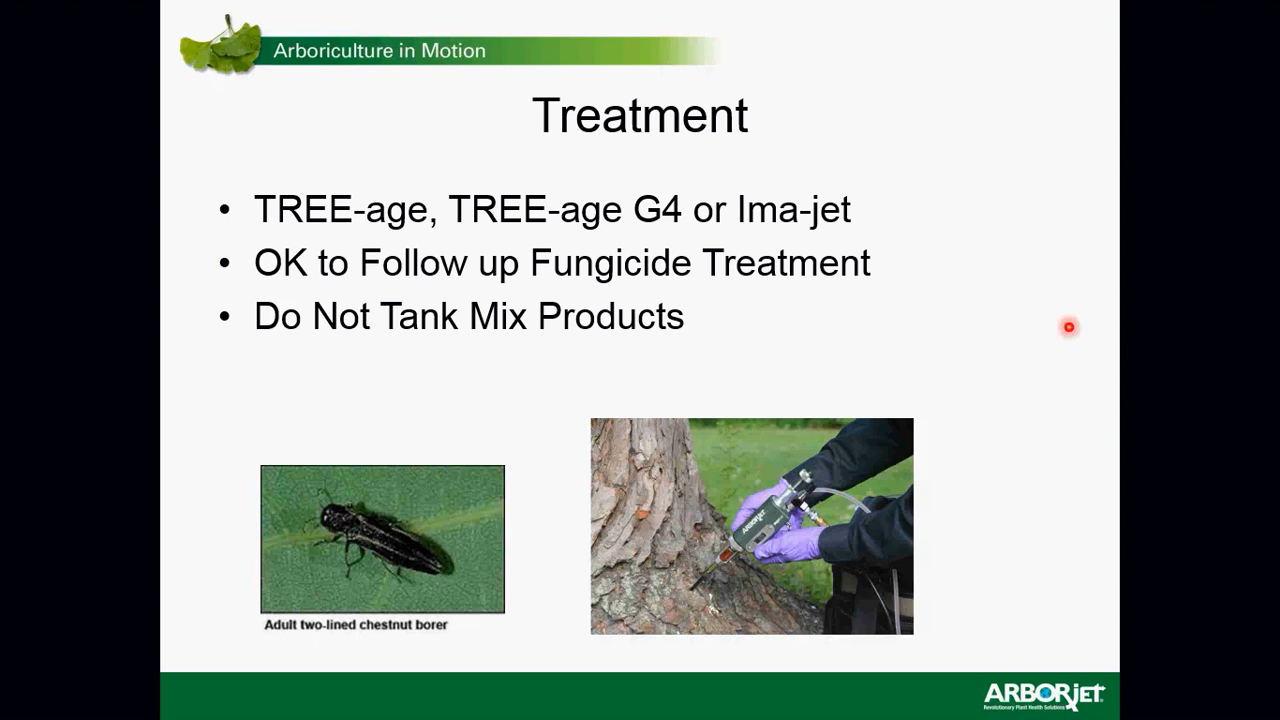 Arboriculture in Motion
Treatment
• TREE-age, TREE-age G4 or Ima-jet
• OK to Follow up Fungicide Treatment
• Do Not Tank Mix Products
ARBORJET
Adult two-lined chestnut borer
ARBORjET
Revolutionary Plant Health Solutions